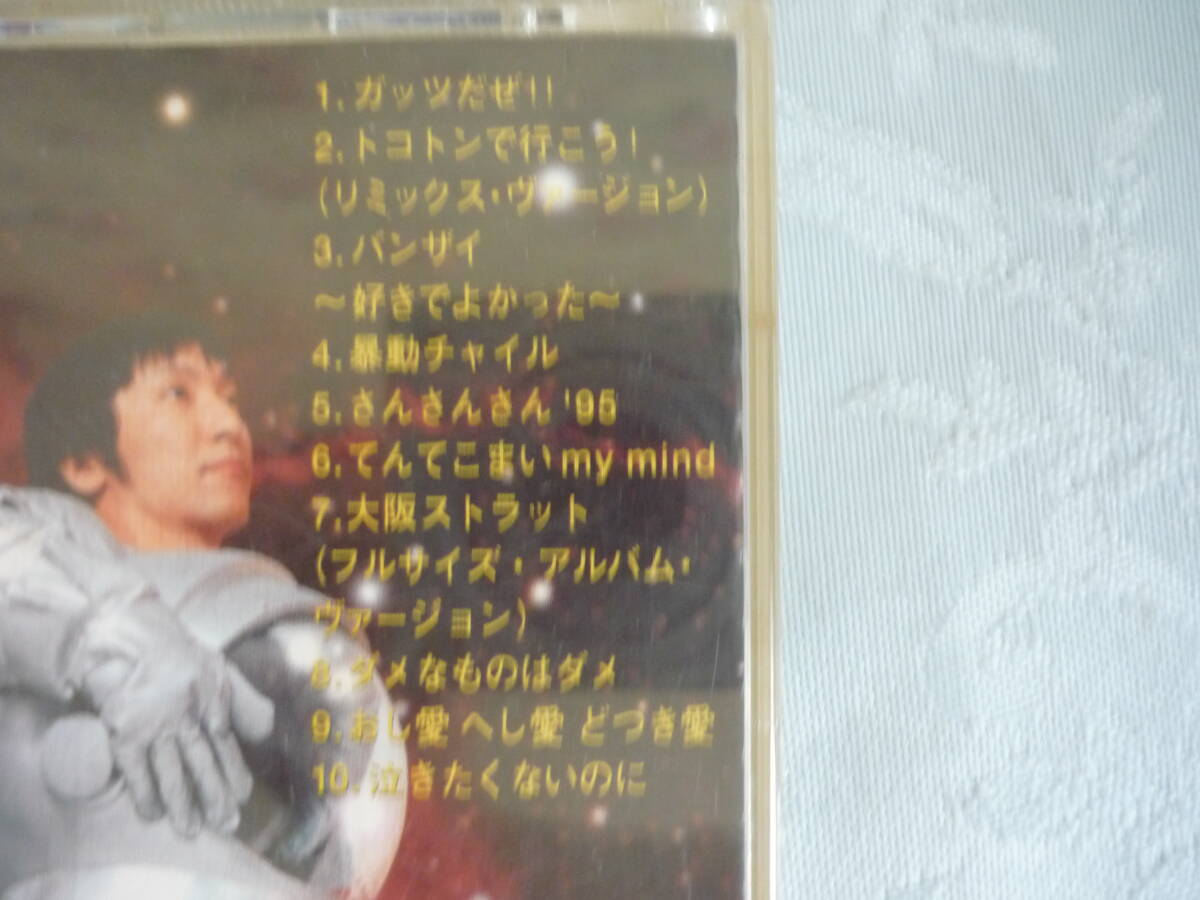 1. ガッツだぜ!!
2. トコトンで行こう!
(リミックス・ヴァージョン)
3. バンザイ
〜好きでよかった〜
4. 暴動チャイル
5. さんさんさん '95
6. てんてこまい my mind
7. 大阪ストラット
(フルサイズ・アルバム・
ヴァージョン)
8. ダメなものはダメ
9. おし愛 へし愛 どつき愛
10. 泣きたくないのに